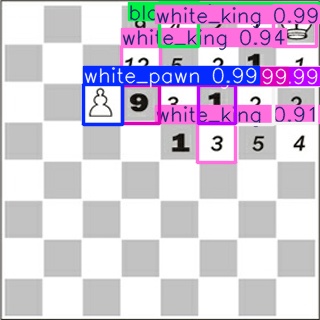 blo white_king 0.99
white_king 0.94
12 5 2 1 1
white_pawn 0.99 99.99
9 3 1 2 2
white_king 0.91
1 3 5 4